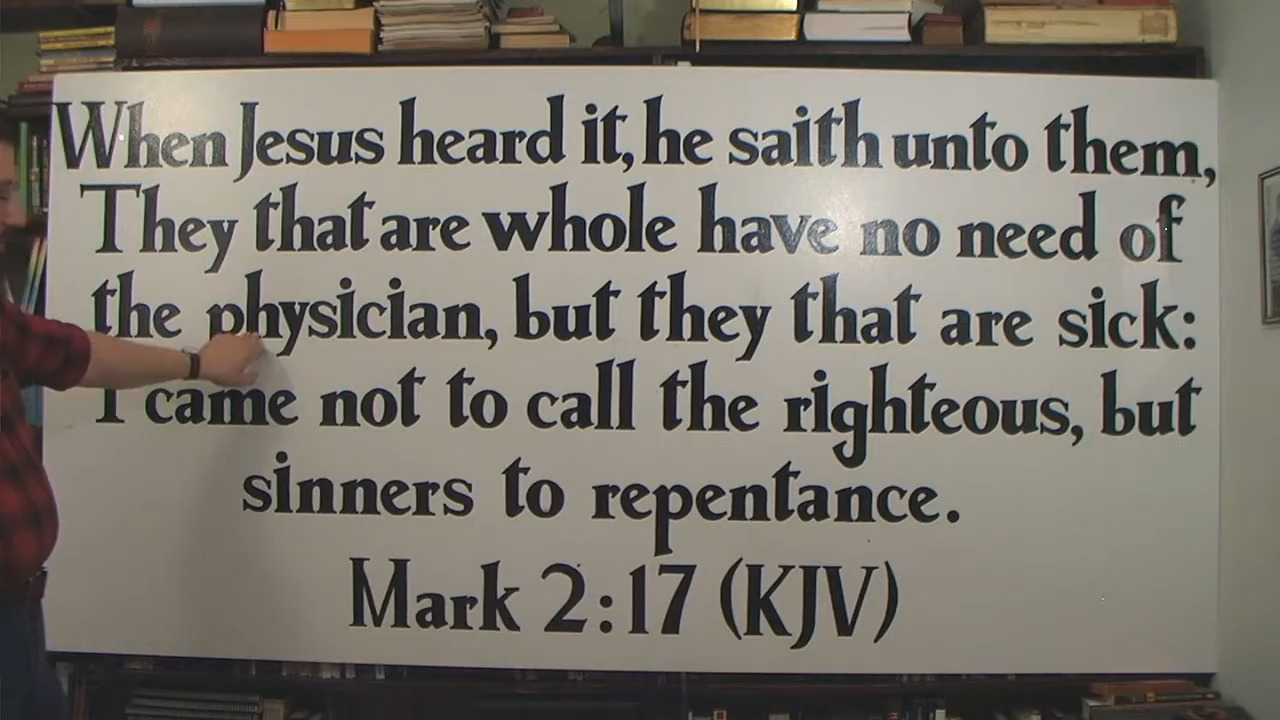 When Jesus heard it, he saith unto them,
They that are whole have no need of
the physician, but they that are sick:
I came not to call the righteous, but
sinners to repentance.
Mark 2:17 (KJV)